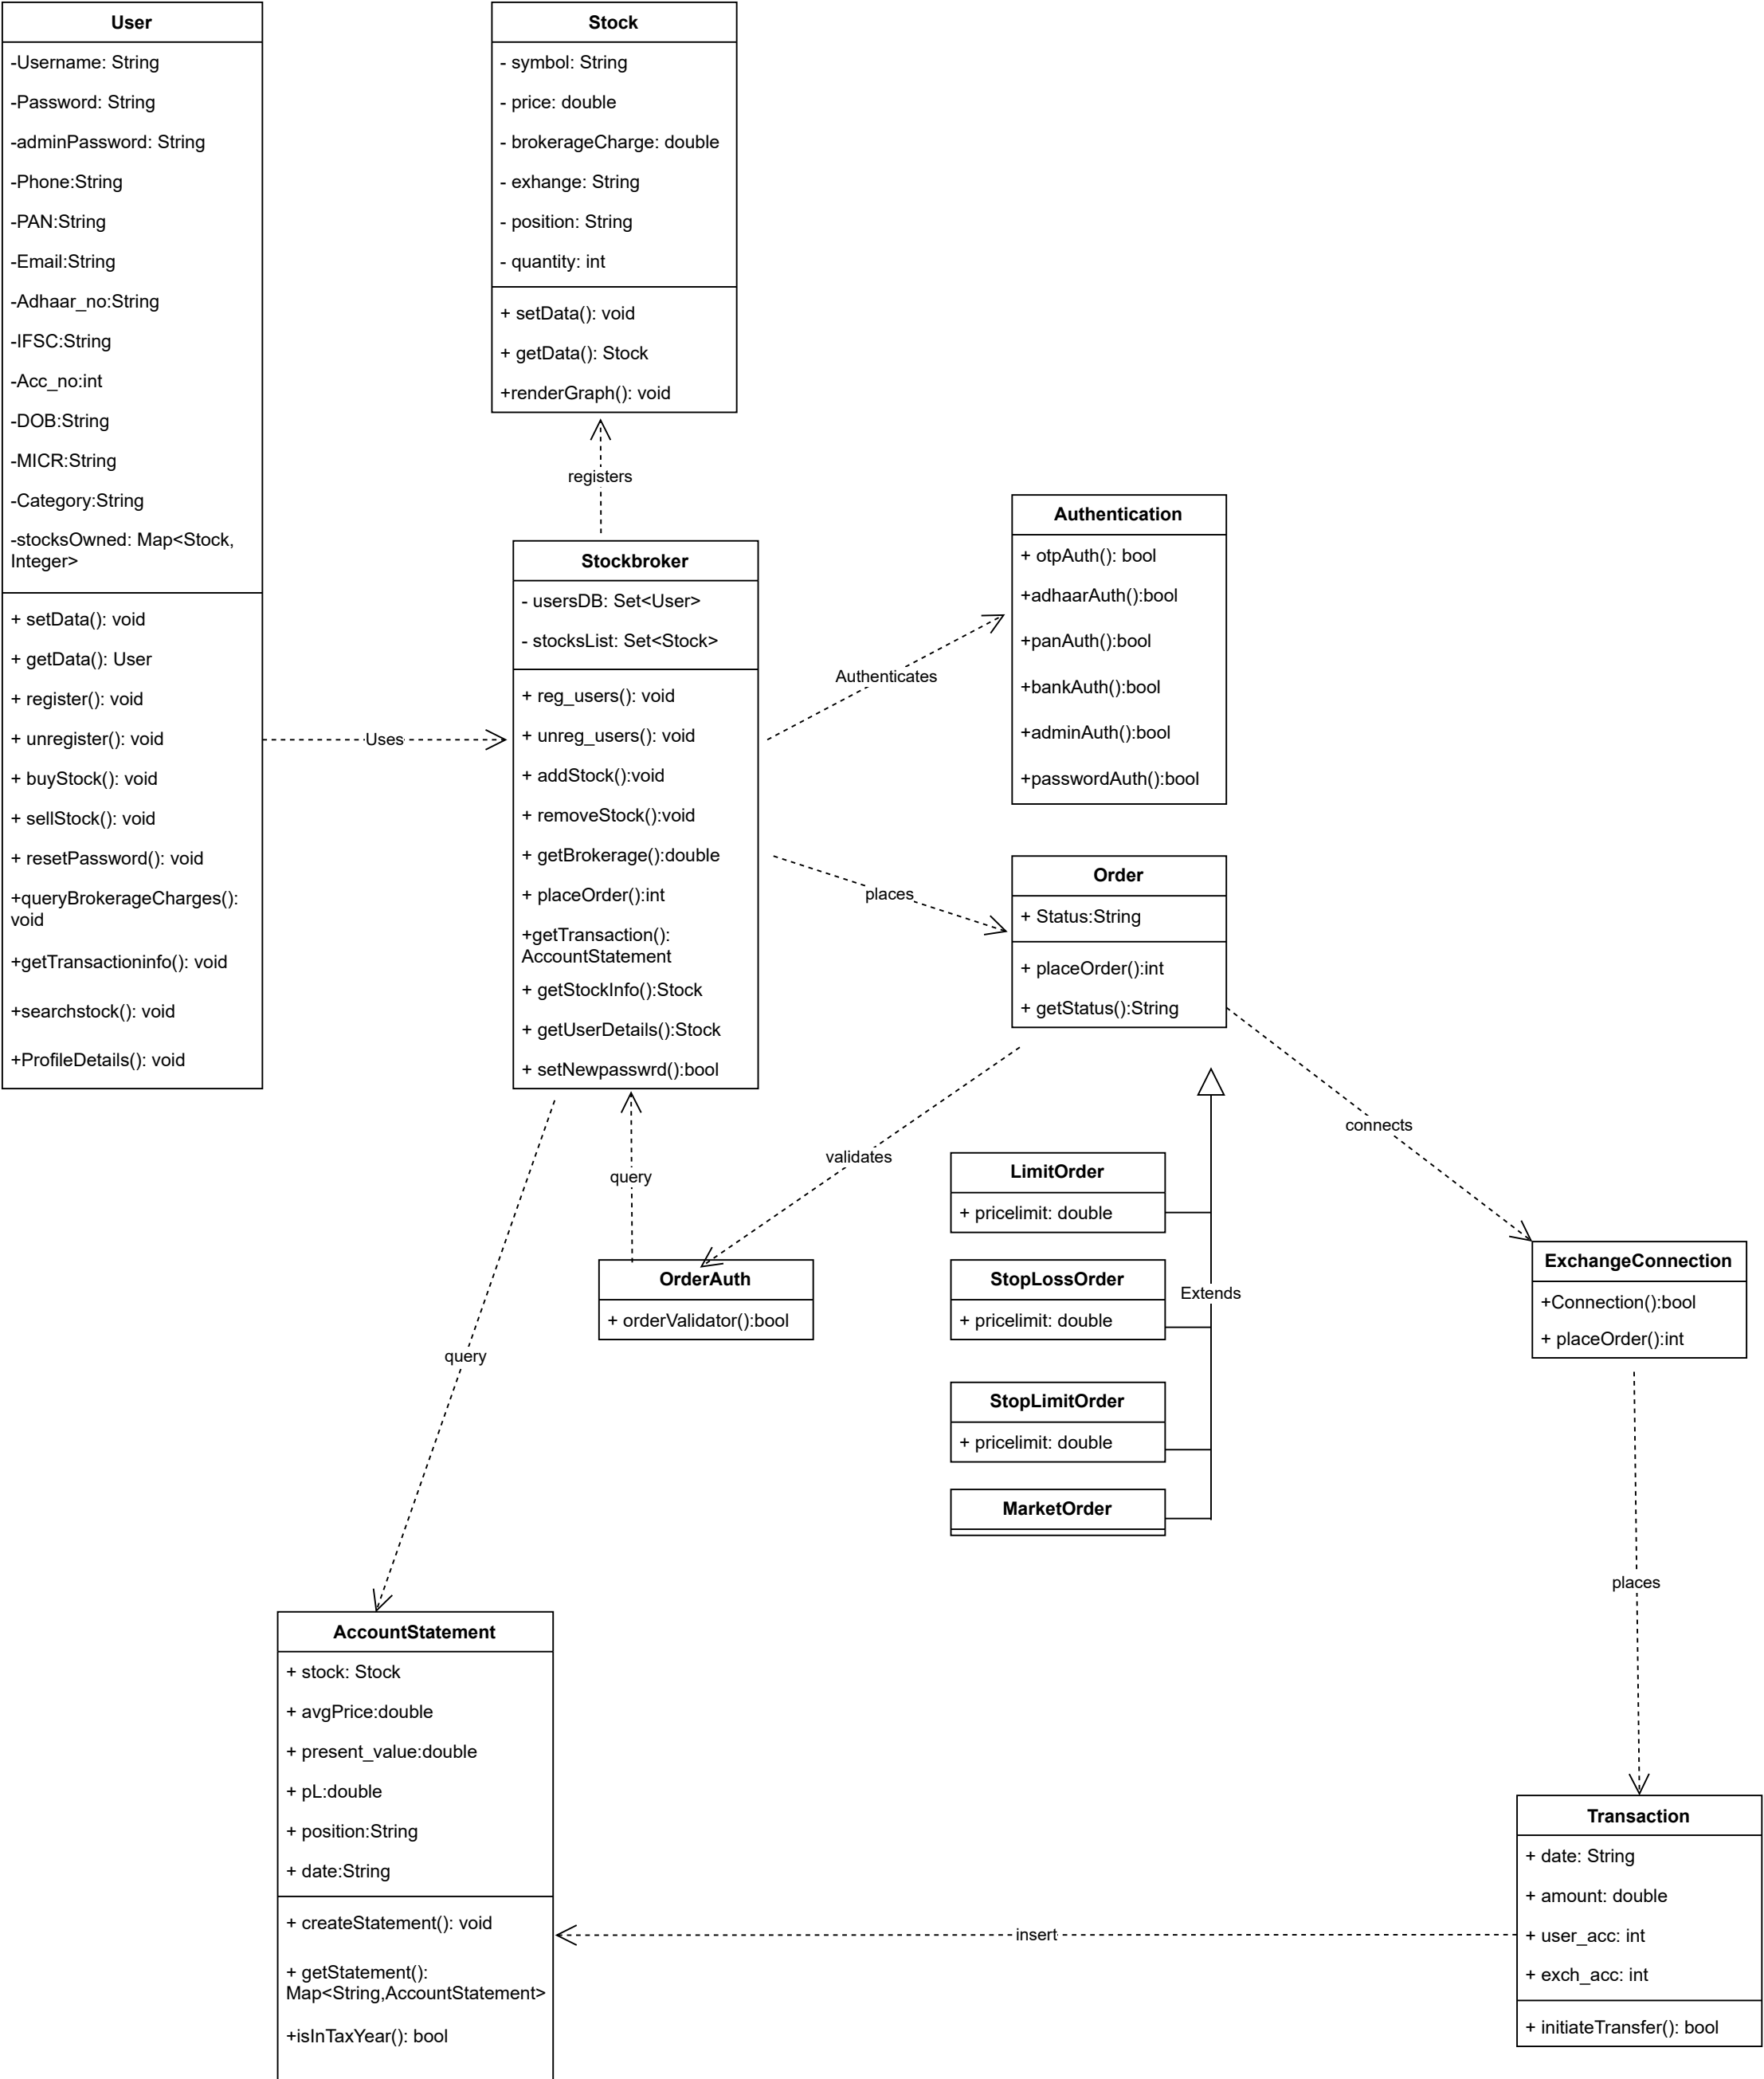 User
-Username: String
-Password: String
-adminPassword: String
-Phone:String
-PAN:String
-Email:String
-Adhaar_no:String
-IFSC:String
-Acc_no:int
-DOB:String
-MICR:String
-Category:String
-stocksOwned: Map<Stock,
Integer>
+ setData(): void
+ getData(): User
+ register(): void
+ unregister(): void
+ buyStock(): void
+ sellStock(): void
+ resetPassword(): void
+queryBrokerageCharges():
void
+getTransactioninfo(): void
+searchstock(): void
+ProfileDetails(): void
Stock
- symbol: String
- price: double
- brokerageCharge: double
- exhange: String
- position: String
- quantity: int
+ setData(): void
+ getData(): Stock
+renderGraph(): void
registers
Uses
Stockbroker
- usersDB: Set<User>
- stocksList: Set<Stock>
+ reg_users(): void
+ unreg_users(): void
+ addStock():void
+ removeStock():void
+ getBrokerage():double
+ placeOrder():int
+getTransaction():
AccountStatement
+ getStockInfo():Stock
+ getUserDetails():Stock
+ setNewpasswrd():bool
Authenticates
Authentication
+ otpAuth(): bool
+adhaarAuth():bool
+panAuth():bool
+bankAuth():bool
+adminAuth():bool
+passwordAuth():bool
places
Order
+ Status:String
+ placeOrder():int
+ getStatus():String
validates
query
connects
OrderAuth
+ orderValidator():bool
LimitOrder
+ pricelimit: double
StopLossOrder
+ pricelimit: double
Extends
StopLimitOrder
+ pricelimit: double
MarketOrder
ExchangeConnection
+Connection():bool
+ placeOrder():int
query
places
AccountStatement
+ stock: Stock
+ avgPrice:double
+ present_value:double
+ pL:double
+ position:String
+ date:String
+ createStatement(): void
+ getStatement():
Map<String,AccountStatement>
+isInTaxYear(): bool
insert
Transaction
+ date: String
+ amount: double
+ user_acc: int
+ exch_acc: int
+ initiateTransfer(): bool